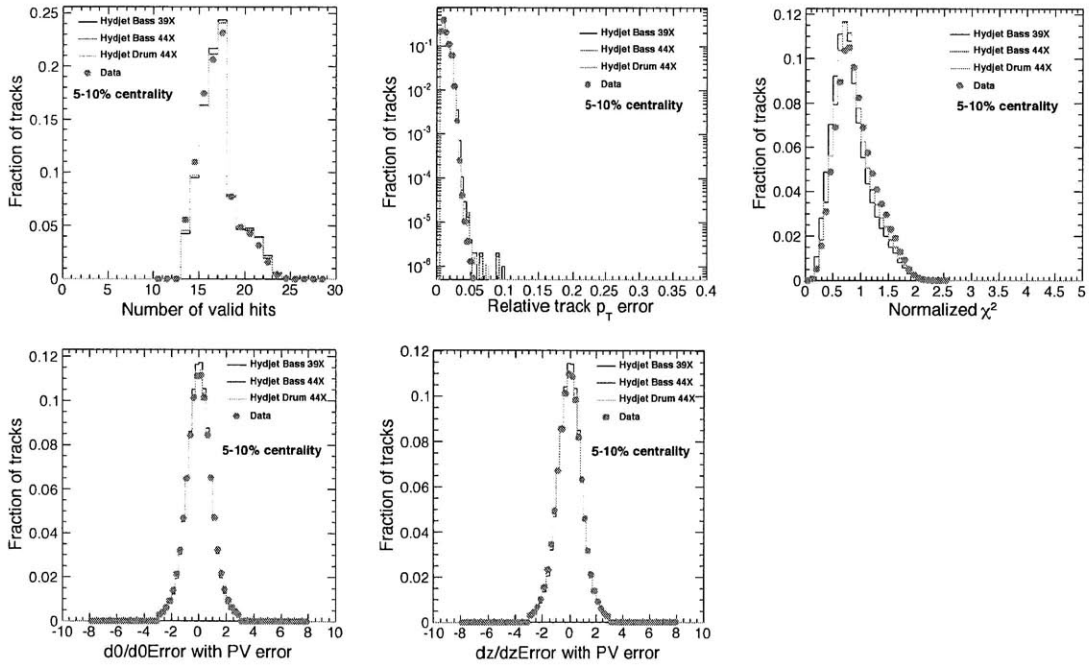 Fraction of tracks
0.25
0.2
0.15
0.1
0.05
0
Hydjet Bass 39X
Hydjet Bass 44X
Hydjet Drum 44X
Data
5-10% centrality
0 5 10 15 20 25 30
Number of valid hits
Fraction of tracks
10⁻¹
10⁻²
10⁻³
10⁻⁴
10⁻⁵
10⁻⁶
Hydjet Bass 39X
Hydjet Bass 44X
Hydjet Drum 44X
Data
5-10% centrality
0 0.05 0.1 0.15 0.2 0.25 0.3 0.35 0.4
Relative track p_T error
Fraction of tracks
0.12
0.1
0.08
0.06
0.04
0.02
0
Hydjet Bass 39X
Hydjet Bass 44X
Hydjet Drum 44X
Data
5-10% centrality
0 0.5 1 1.5 2 2.5 3 3.5 4 4.5 5
Normalized χ²
Fraction of tracks
0.12
0.1
0.08
0.06
0.04
0.02
0
Hydjet Bass 39X
Hydjet Bass 44X
Hydjet Drum 44X
Data
5-10% centrality
-10 -8 -6 -4 -2 0 2 4 6 8 10
d0/d0Error with PV error
Fraction of tracks
0.12
0.1
0.08
0.06
0.04
0.02
0
Hydjet Bass 39X
Hydjet Bass 44X
Hydjet Drum 44X
Data
5-10% centrality
-10 -8 -6 -4 -2 0 2 4 6 8 10
dz/dzError with PV error